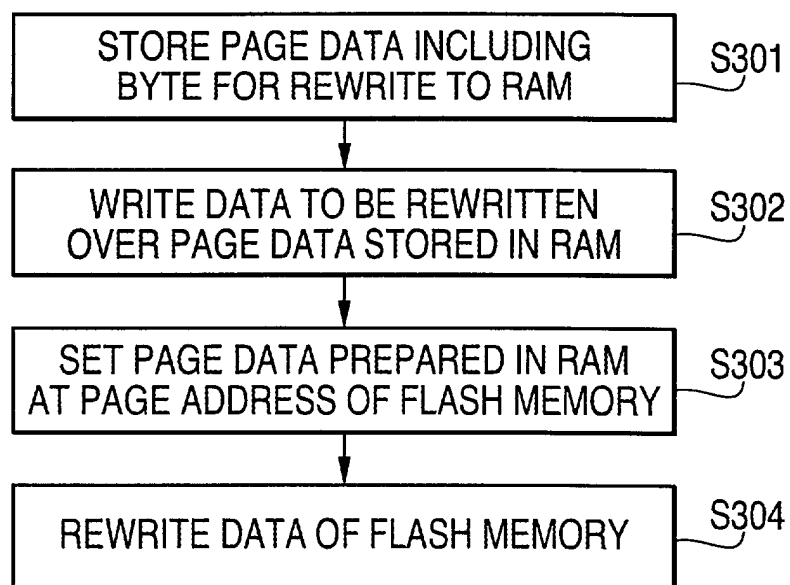 STORE PAGE DATA INCLUDING
BYTE FOR REWRITE TO RAM
S301
WRITE DATA TO BE REWRITTEN
OVER PAGE DATA STORED IN RAM
S302
SET PAGE DATA PREPARED IN RAM
AT PAGE ADDRESS OF FLASH MEMORY
S303
REWRITE DATA OF FLASH MEMORY
S304